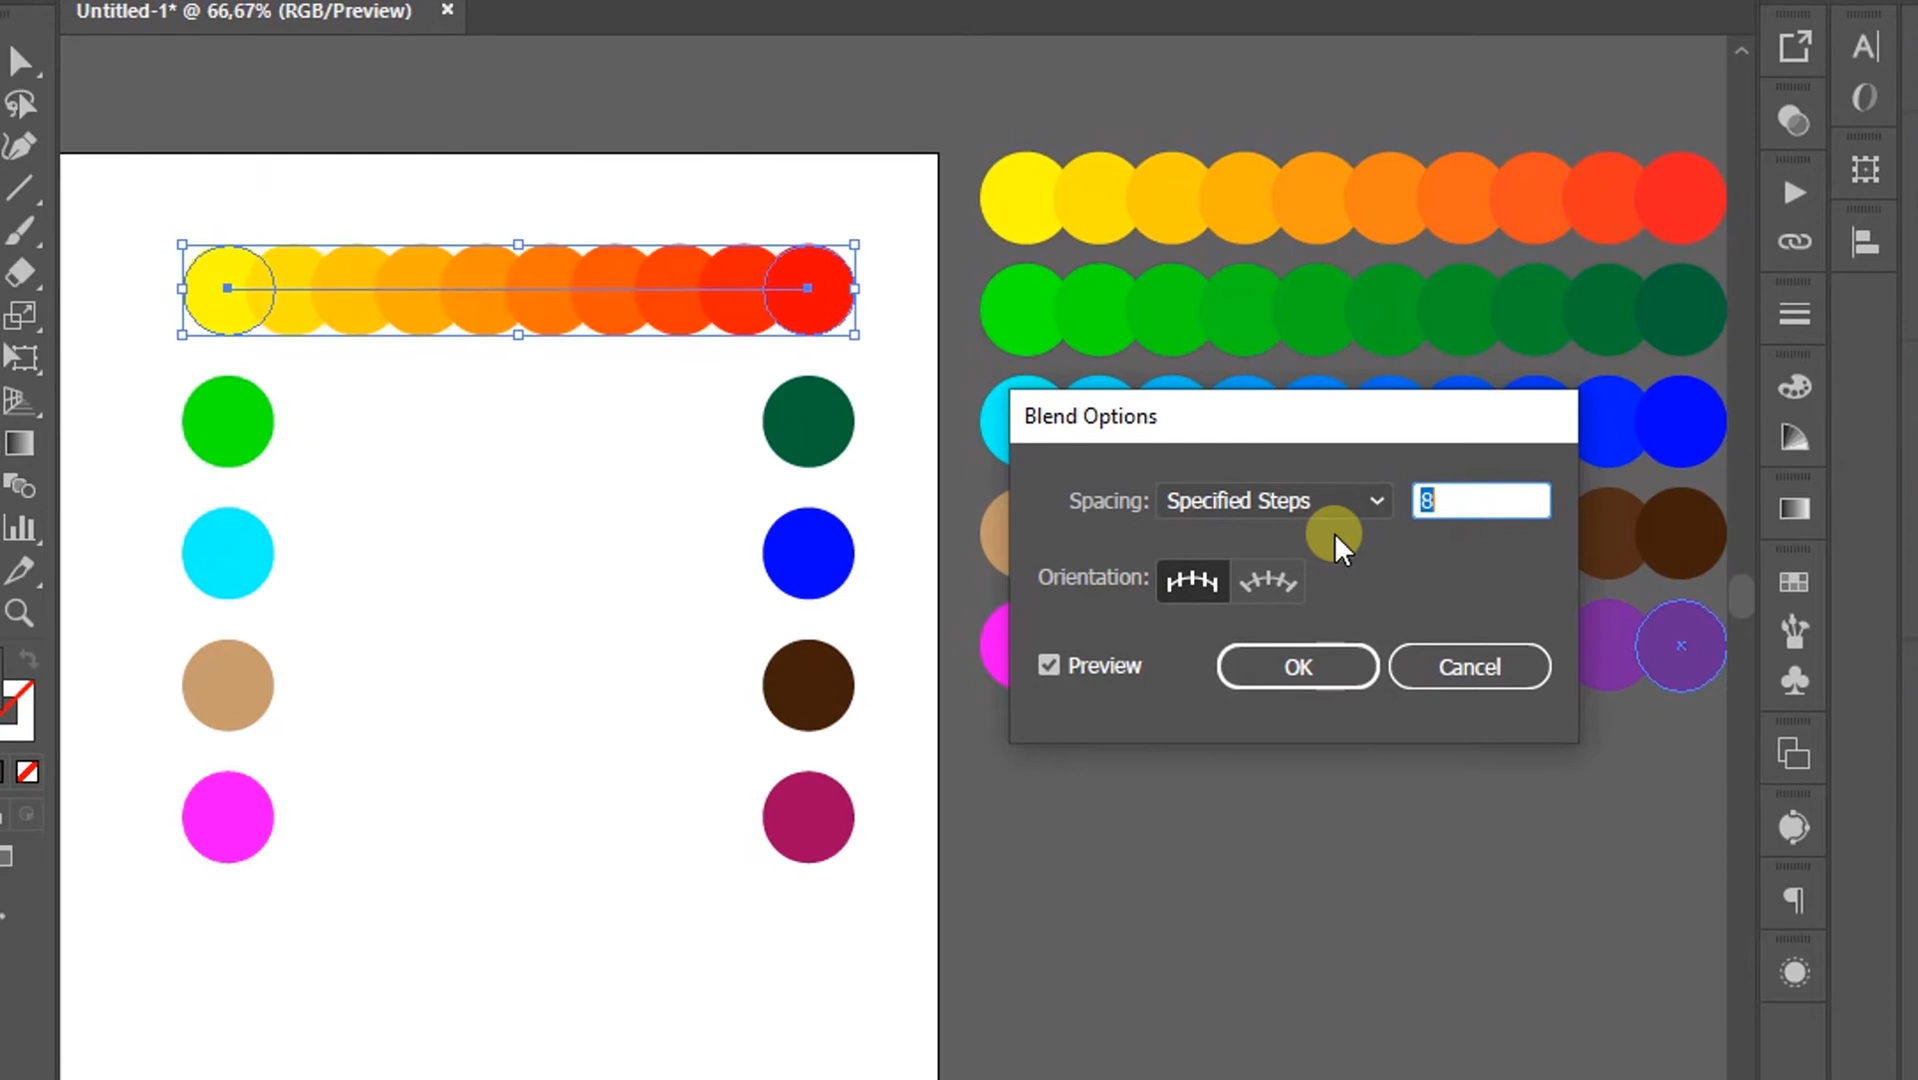 Untitled-1* @ 66,67% (RGB/Preview) ×
Blend Options
Spacing: Specified Steps 8
Orientation:
Preview OK Cancel